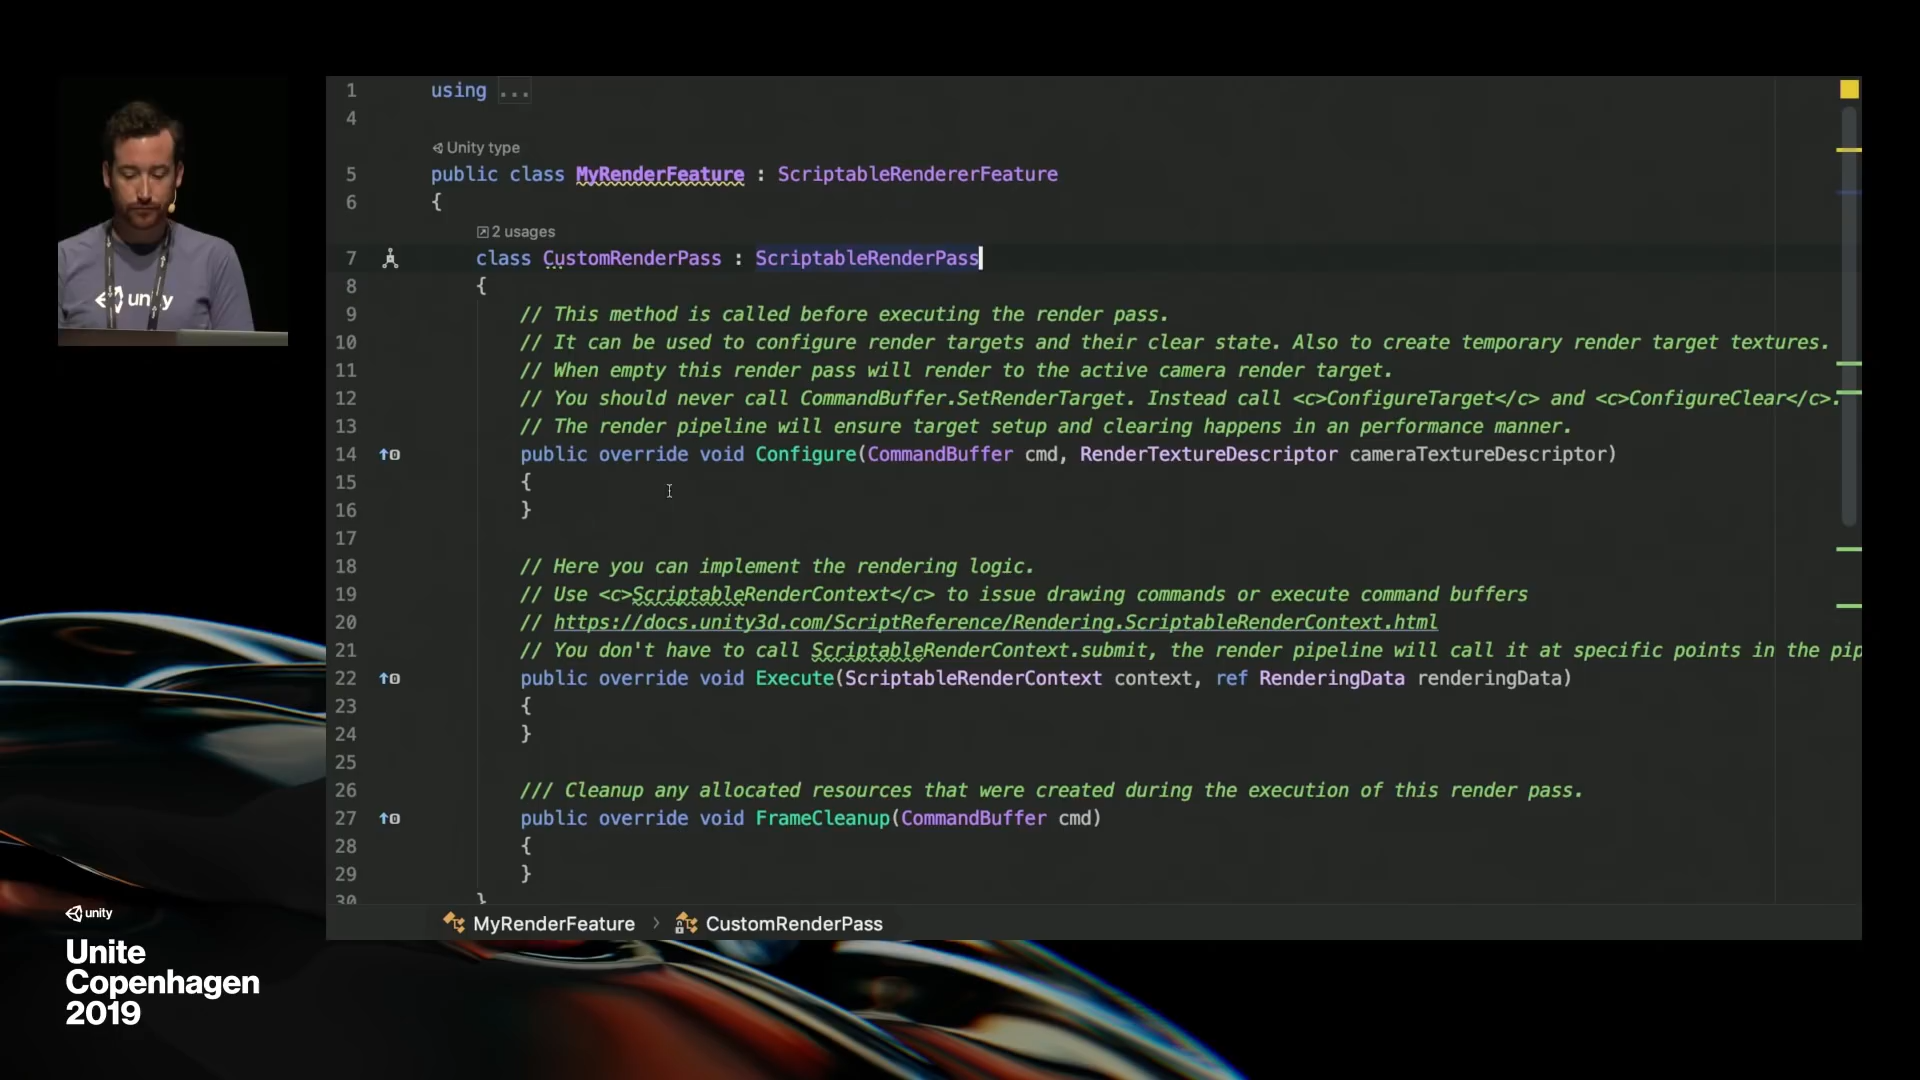 1 using ...
4
Unity type
5 public class MyRenderFeature : ScriptableRendererFeature
6 {
2 usages
7 class CustomRenderPass : ScriptableRenderPass
8 {
9 // This method is called before executing the render pass.
10 // It can be used to configure render targets and their clear state. Also to create temporary render target textures.
11 // When empty this render pass will render to the active camera render target.
12 // You should never call CommandBuffer.SetRenderTarget. Instead call <c>ConfigureTarget</c> and <c>ConfigureClear</c>.
13 // The render pipeline will ensure target setup and clearing happens in an performance manner.
14 public override void Configure(CommandBuffer cmd, RenderTextureDescriptor cameraTextureDescriptor)
15 {
16 }
17
18 // Here you can implement the rendering logic.
19 // Use <c>ScriptableRenderContext</c> to issue drawing commands or execute command buffers
20 // https://docs.unity3d.com/ScriptReference/Rendering.ScriptableRenderContext.html
21 // You don't have to call ScriptableRenderContext.submit, the render pipeline will call it at specific points in the pip
22 public override void Execute(ScriptableRenderContext context, ref RenderingData renderingData)
23 {
24 }
25
26 /// Cleanup any allocated resources that were created during the execution of this render pass.
27 public override void FrameCleanup(CommandBuffer cmd)
28 {
29 }
30 }
MyRenderFeature > CustomRenderPass
unity
unity
Unite
Copenhagen
2019